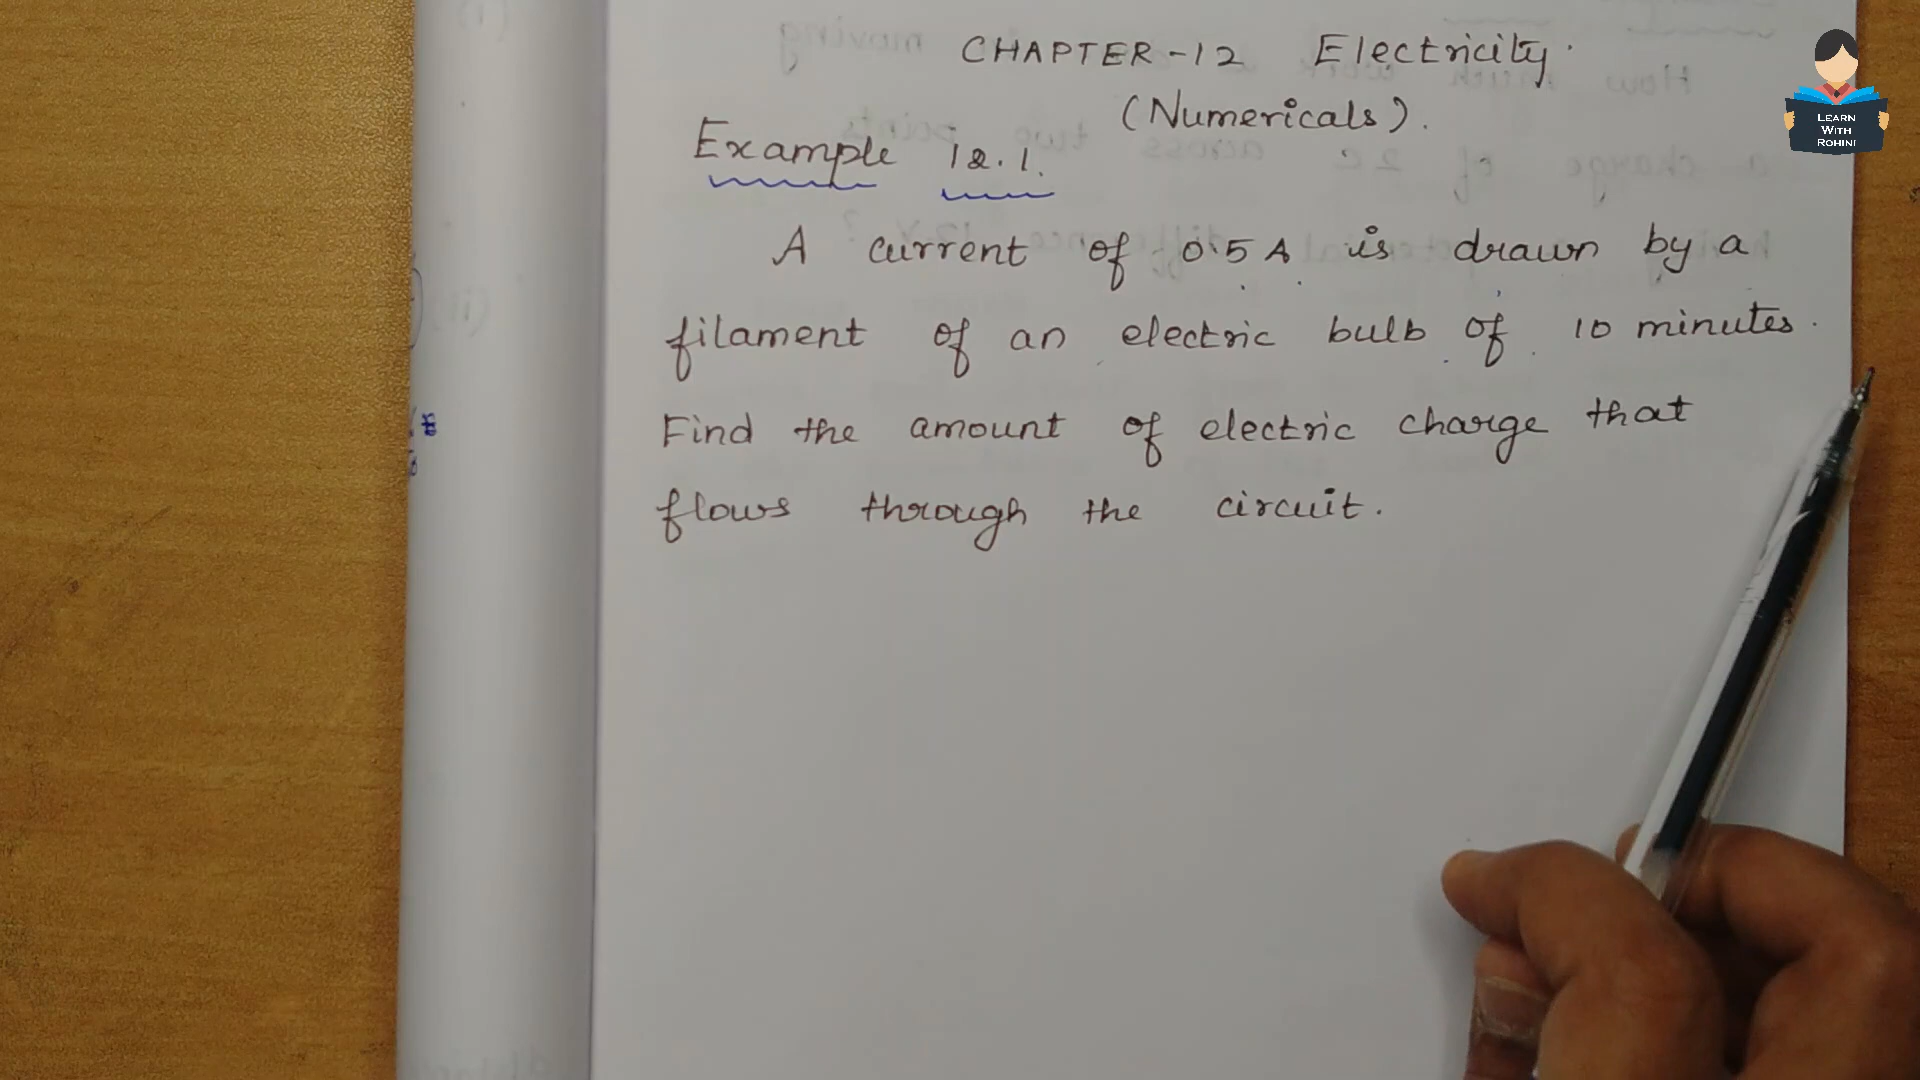 CHAPTER-12 Electricity.
(Numericals).
Example 12.1.
A current of 0.5 A is drawn by a
filament of an electric bulb of 10 minutes.
Find the amount of electric charge that
flows through the circuit.
LEARN
WITH
ROHINI